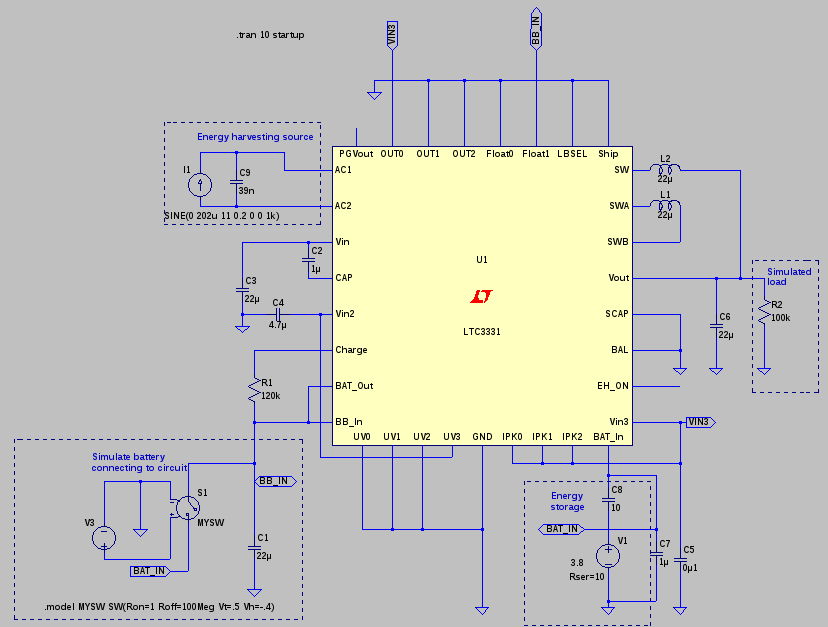 .tran 10 startup
VIN3
BB_IN
Energy harvesting source
I1
C9
39n
SINE(0 202u 11 0.2 0 0 1k)
PGVout OUT0 OUT1 OUT2 Float0 Float1 LBSEL Ship
AC1
AC2
Vin
CAP
Vin2
Charge
BAT_Out
BB_In
UV0 UV1 UV2 UV3 GND IPK0 IPK1 IPK2 BAT_In
SW
SWA
SWB
Vout
SCAP
BAL
EH_ON
Vin3
U1
LTC3331
L2
22µ
L1
22µ
C2
1µ
C3
22µ
C4
4.7µ
R1
120k
Simulated
load
R2
100k
C6
22µ
VIN3
Simulate battery
connecting to circuit
S1
MYSW
V3
BAT_IN
BB_IN
C1
22µ
.model MYSW SW(Ron=1 Roff=100Meg Vt=.5 Vh=-.4)
Energy
storage
C8
10
BAT_IN
V1
3.8
Rser=10
C7
1µ
C5
0µ1